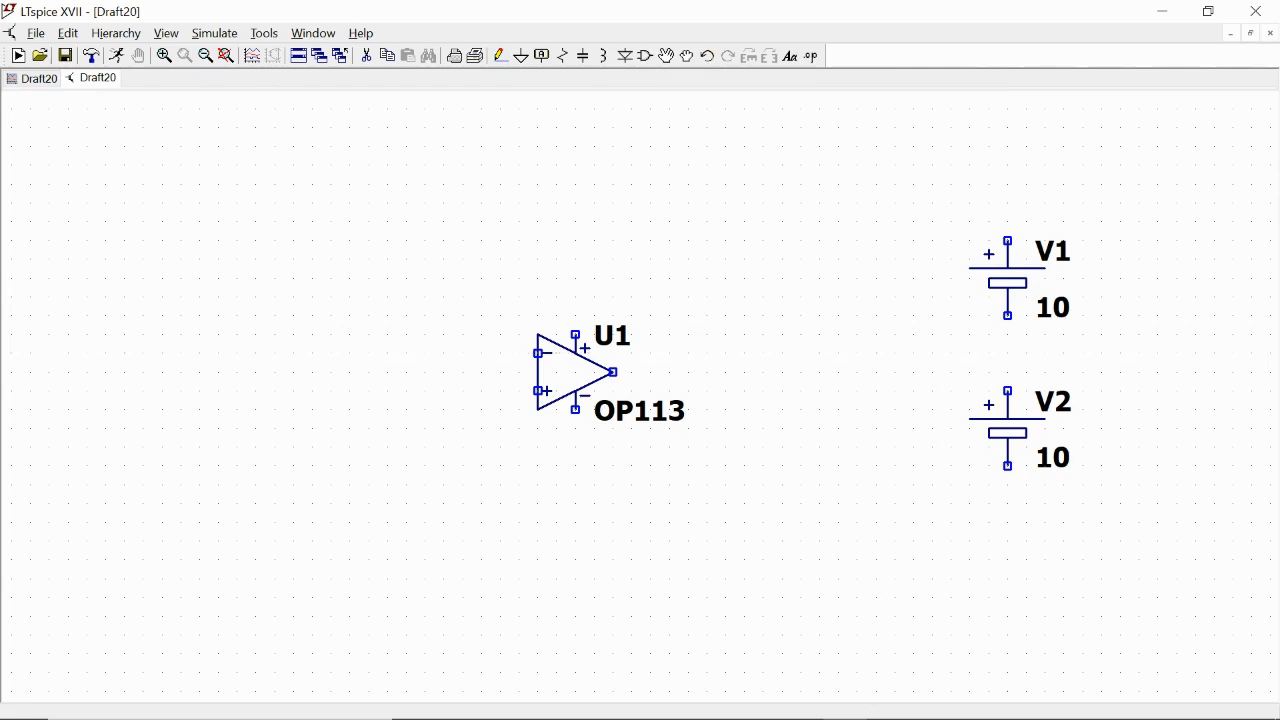 LTspice XVII - [Draft20]
File Edit Hierarchy View Simulate Tools Window Help
Draft20 Draft20
V1
10
U1
OP113
V2
10